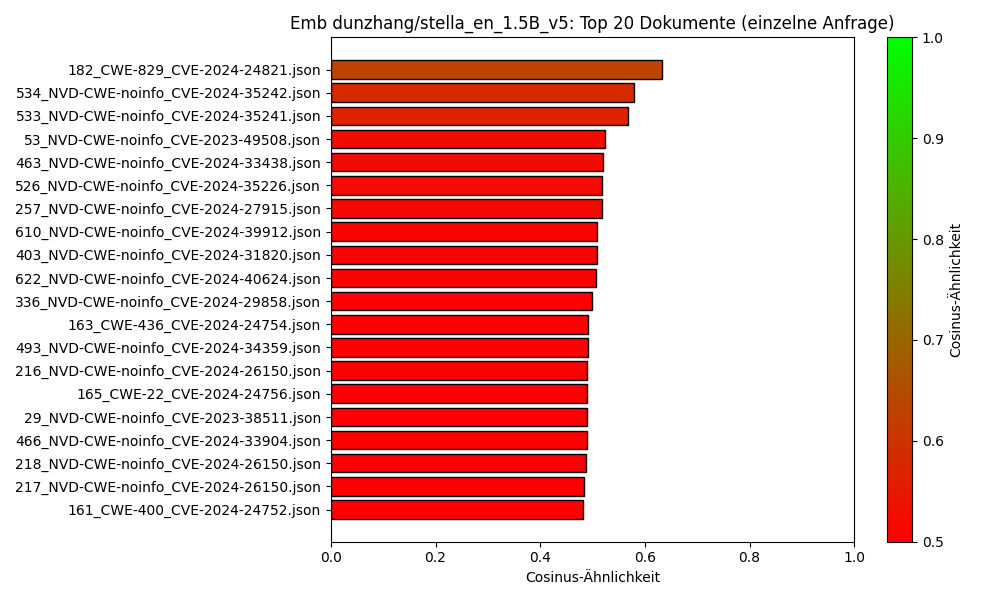 Emb dunzhang/stella_en_1.5B_v5: Top 20 Dokumente (einzelne Anfrage)
182_CWE-829_CVE-2024-24821.json
534_NVD-CWE-noinfo_CVE-2024-35242.json
533_NVD-CWE-noinfo_CVE-2024-35241.json
53_NVD-CWE-noinfo_CVE-2023-49508.json
463_NVD-CWE-noinfo_CVE-2024-33438.json
526_NVD-CWE-noinfo_CVE-2024-35226.json
257_NVD-CWE-noinfo_CVE-2024-27915.json
610_NVD-CWE-noinfo_CVE-2024-39912.json
403_NVD-CWE-noinfo_CVE-2024-31820.json
622_NVD-CWE-noinfo_CVE-2024-40624.json
336_NVD-CWE-noinfo_CVE-2024-29858.json
163_CWE-436_CVE-2024-24754.json
493_NVD-CWE-noinfo_CVE-2024-34359.json
216_NVD-CWE-noinfo_CVE-2024-26150.json
165_CWE-22_CVE-2024-24756.json
29_NVD-CWE-noinfo_CVE-2023-38511.json
466_NVD-CWE-noinfo_CVE-2024-33904.json
218_NVD-CWE-noinfo_CVE-2024-26150.json
217_NVD-CWE-noinfo_CVE-2024-26150.json
161_CWE-400_CVE-2024-24752.json
0.0 0.2 0.4 0.6 0.8 1.0
Cosinus-Ähnlichkeit
1.0
0.9
0.8
0.7
0.6
0.5
Cosinus-Ähnlichkeit